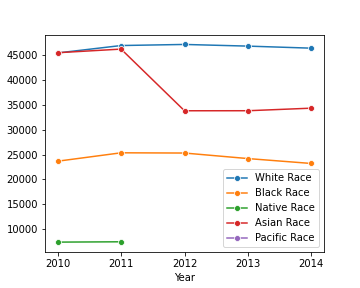 45000
40000
35000
30000
25000
20000
15000
10000
White Race
Black Race
Native Race
Asian Race
Pacific Race
2010 2011 2012 2013 2014
Year